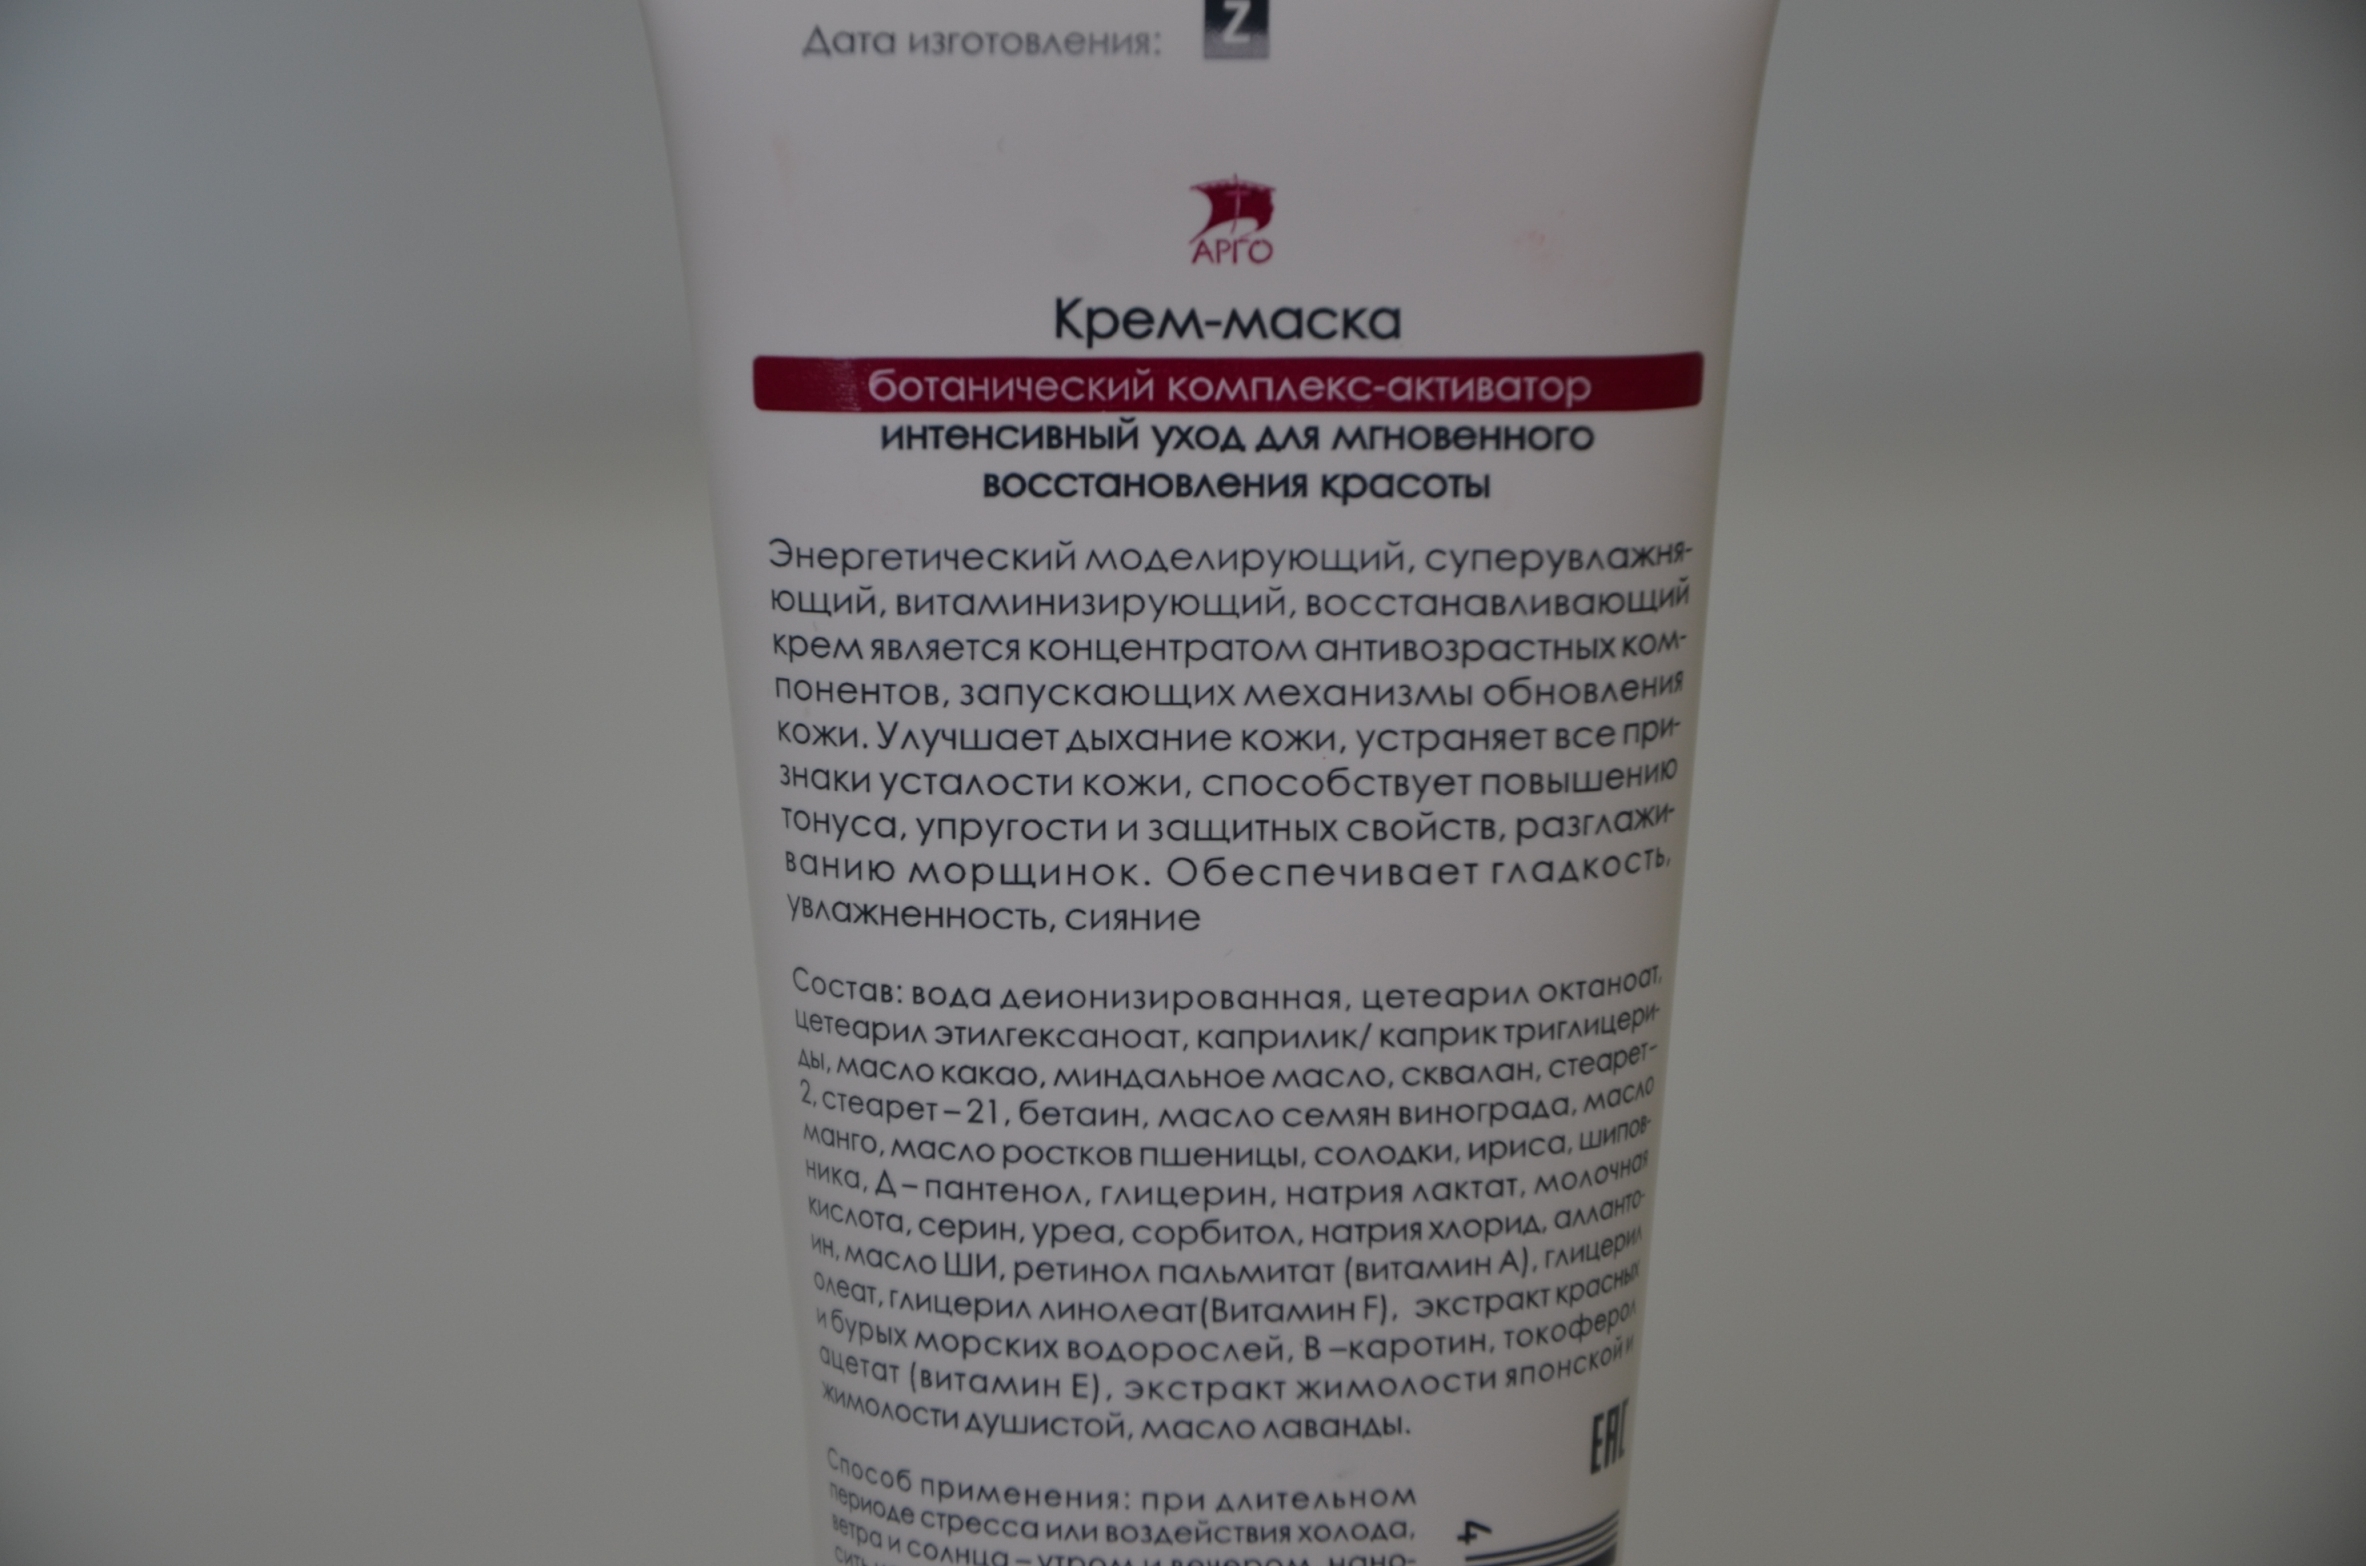 Дата изготовления:
Z
АРГО
Крем-маска
ботанический комплекс-активатор
интенсивный уход для мгновенного
восстановления красоты
Энергетический моделирующий, суперувлажня-
ющий, витаминизирующий, восстанавливающий
крем является концентратом антивозрастных ком-
понентов, запускающих механизмы обновления
кожи. Улучшает дыхание кожи, устраняет все при-
знаки усталости кожи, способствует повышению
тонуса, упругости и защитных свойств, разглажи-
ванию морщинок. Обеспечивает гладкость,
увлажненность, сияние
Состав: вода деионизированная, цетеарил октаноат,
цетеарил этилгексаноат, каприлик/ каприк триглицери-
ды, масло какао, миндальное масло, сквалан, стеарет-
2, стеарет – 21, бетаин, масло семян винограда, масло
манго, масло ростков пшеницы, солодки, ириса, шипов-
ника, Д – пантенол, глицерин, натрия лактат, молочная
кислота, серин, уреа, сорбитол, натрия хлорид, алланто-
ин, масло ШИ, ретинол пальмитат (витамин А), глицерил
олеат, глицерил линолеат(Витамин F), экстракт красных
и бурых морских водорослей, В –каротин, токоферол
ацетат (витамин Е), экстракт жимолости японской и
жимолости душистой, масло лаванды.
EAC
Способ применения: при длительном
периоде стресса или воздействия холода,
4
ветра и солнца – утром и вечером, нано-